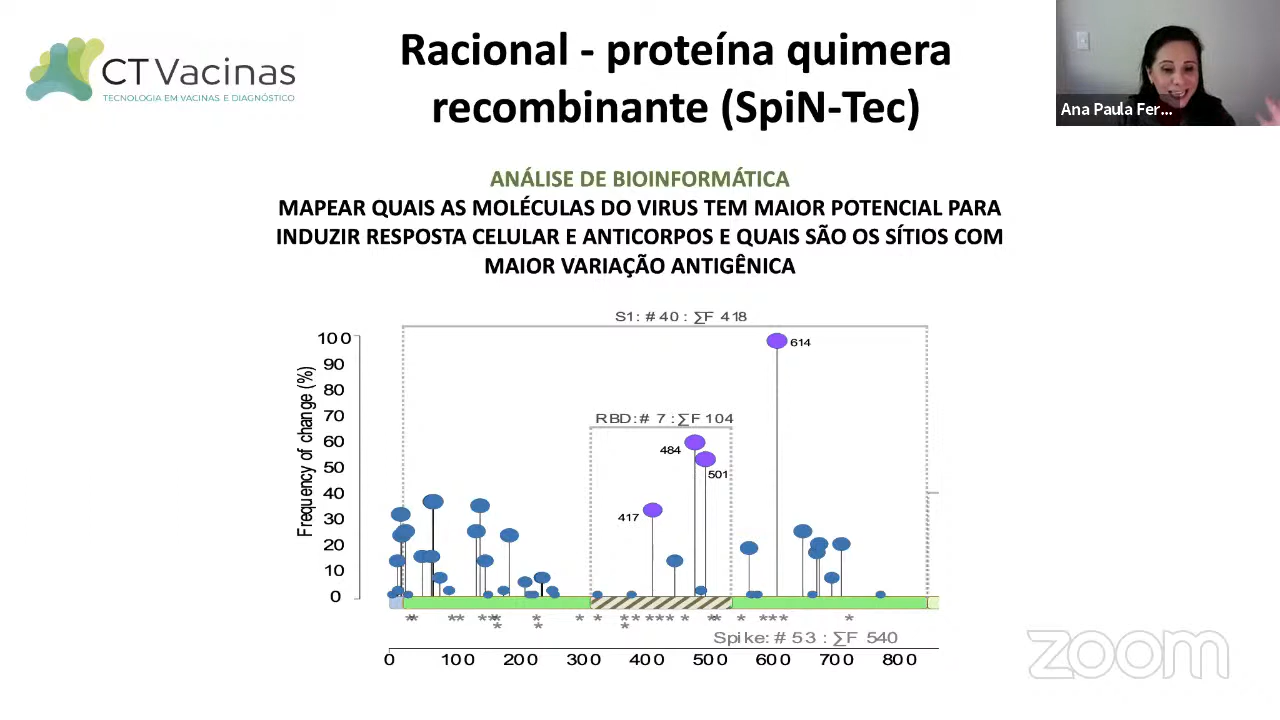 CTVacinas
TECNOLOGIA EM VACINAS E DIAGNÓSTICO
Racional - proteína quimera
recombinante (SpiN-Tec)
Ana Paula Fer...
ANÁLISE DE BIOINFORMÁTICA
MAPEAR QUAIS AS MOLÉCULAS DO VIRUS TEM MAIOR POTENCIAL PARA
INDUZIR RESPOSTA CELULAR E ANTICORPOS E QUAIS SÃO OS SÍTIOS COM
MAIOR VARIAÇÃO ANTIGÊNICA
S1: # 40 : ∑F 418
Frequency of change (%)
100
90
80
70
60
50
40
30
20
10
0
614
RBD:# 7 :∑F 104
484
501
417
* ** ** *** ** * * ** *** * ** * **** *
Spike: # 53 : ∑F 540
0 100 200 300 400 500 600 700 800
zoom